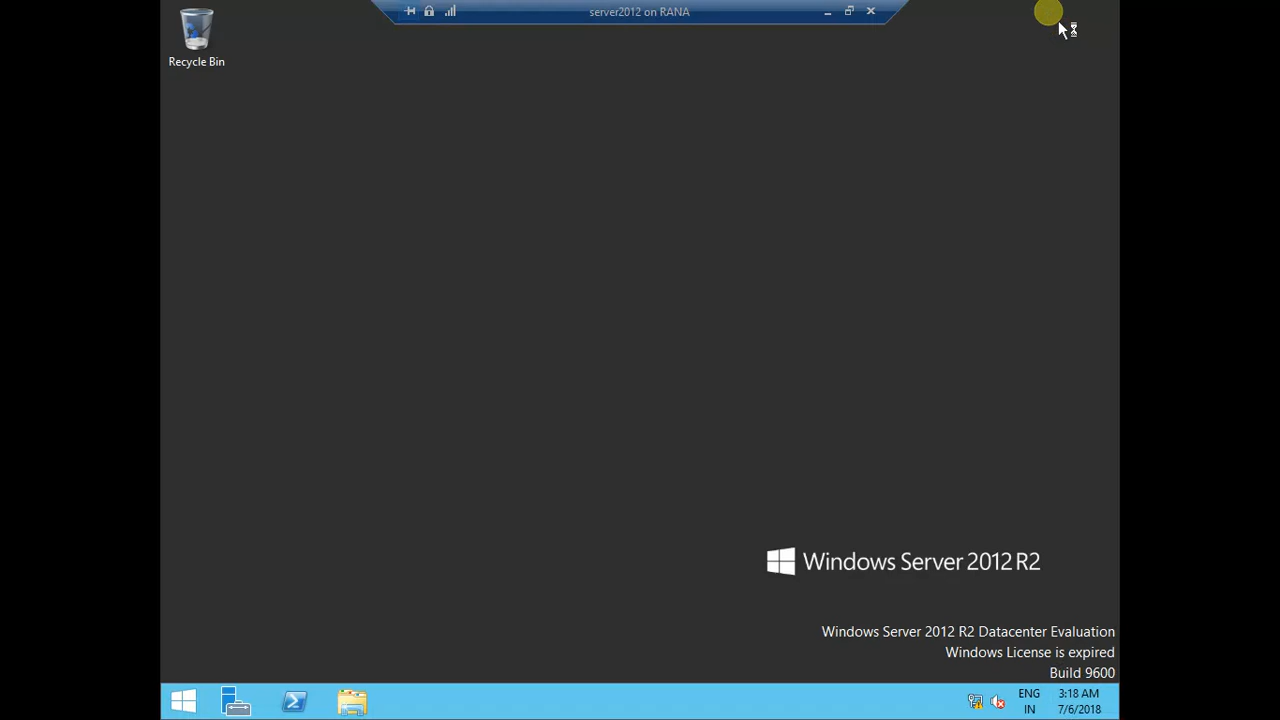 server2012 on RANA
Recycle Bin
Windows Server 2012 R2
Windows Server 2012 R2 Datacenter Evaluation
Windows License is expired
Build 9600
ENG
IN
3:18 AM
7/6/2018